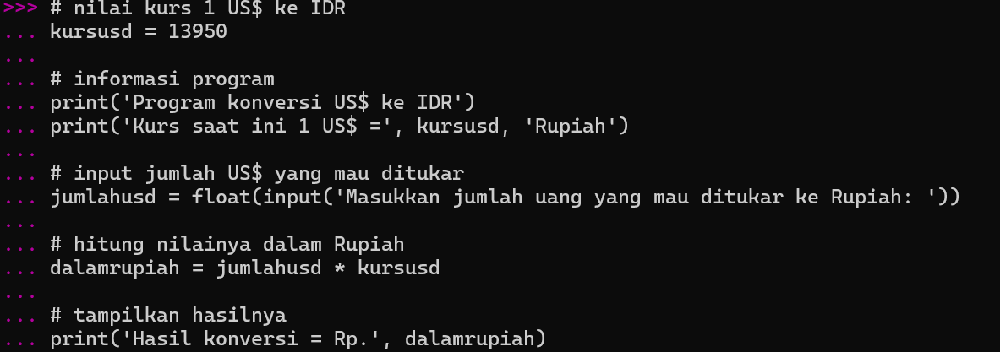 >>> # nilai kurs 1 US$ ke IDR
... kursusd = 13950
...
... # informasi program
... print('Program konversi US$ ke IDR')
... print('Kurs saat ini 1 US$ =', kursusd, 'Rupiah')
...
... # input jumlah US$ yang mau ditukar
... jumlahusd = float(input('Masukkan jumlah uang yang mau ditukar ke Rupiah: '))
...
... # hitung nilainya dalam Rupiah
... dalamrupiah = jumlahusd * kursusd
...
... # tampilkan hasilnya
... print('Hasil konversi = Rp.', dalamrupiah)